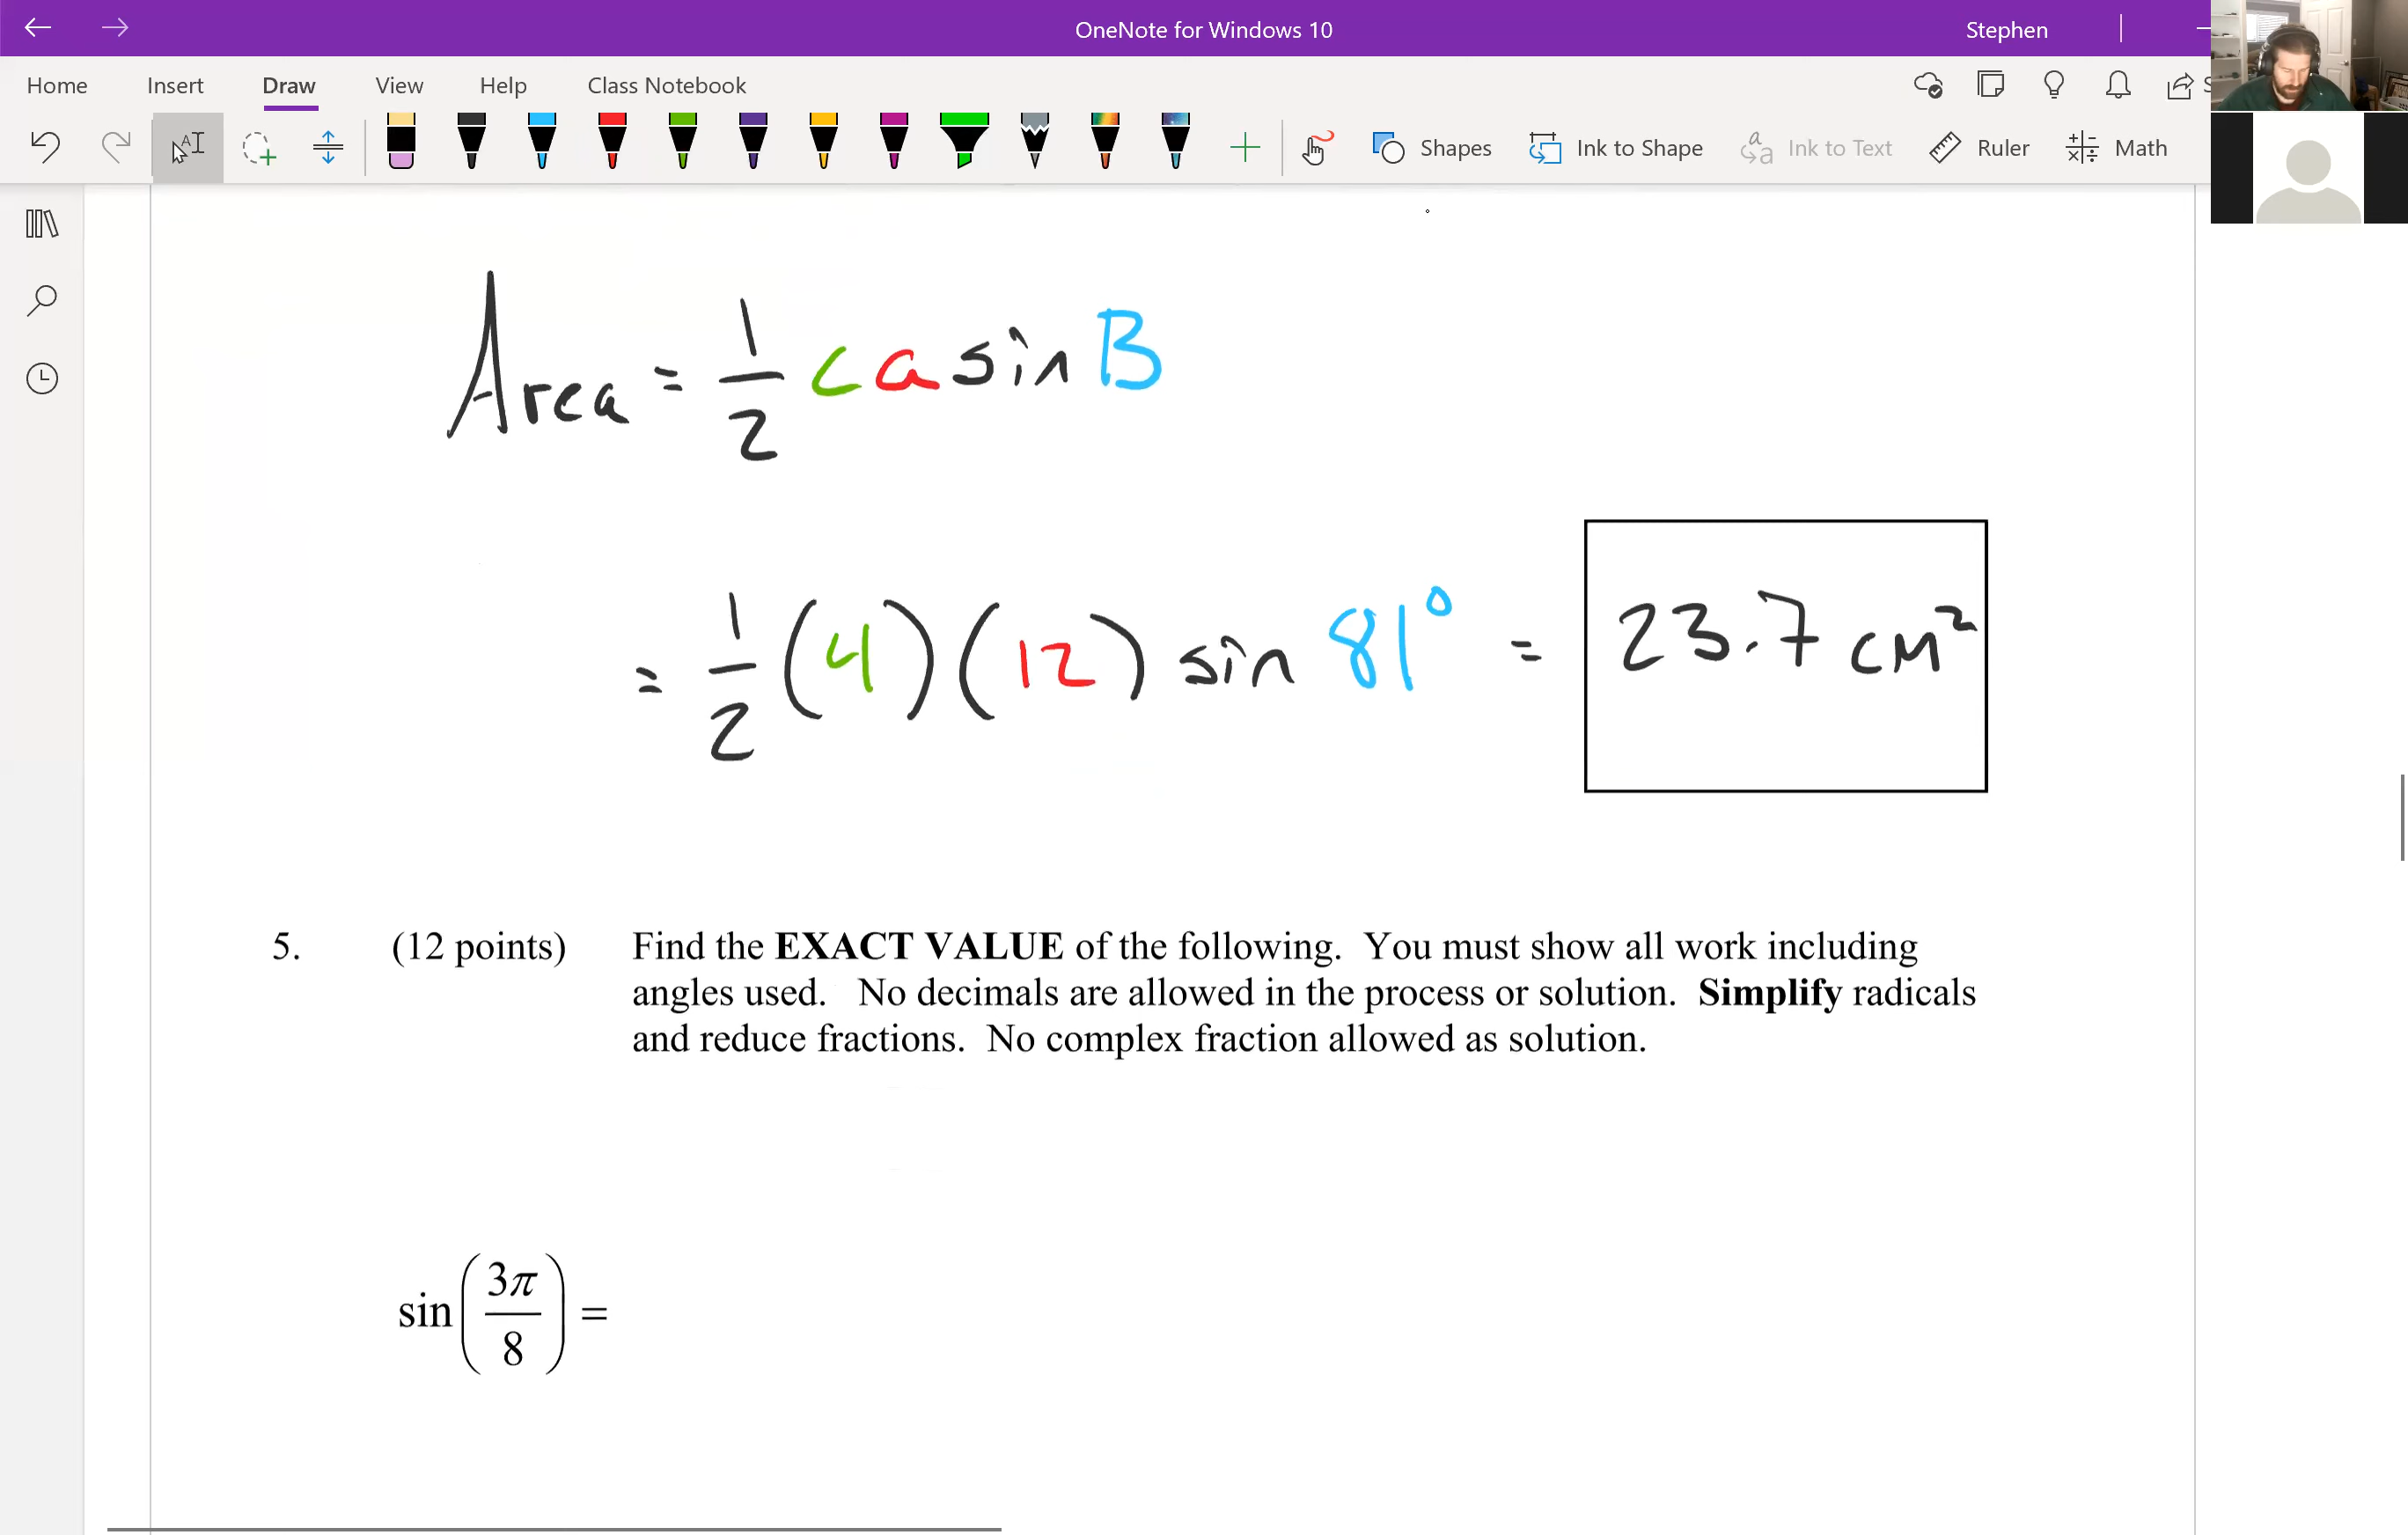 OneNote for Windows 10 Stephen
Home Insert Draw View Help Class Notebook S
Shapes Ink to Shape Ink to Text Ruler Math
Area = 1/2 c a sin B
= 1/2 (4)(12) sin 81° = 23.7 cm²
5. (12 points) Find the EXACT VALUE of the following. You must show all work including
angles used. No decimals are allowed in the process or solution. Simplify radicals
and reduce fractions. No complex fraction allowed as solution.
sin(3π/8) =